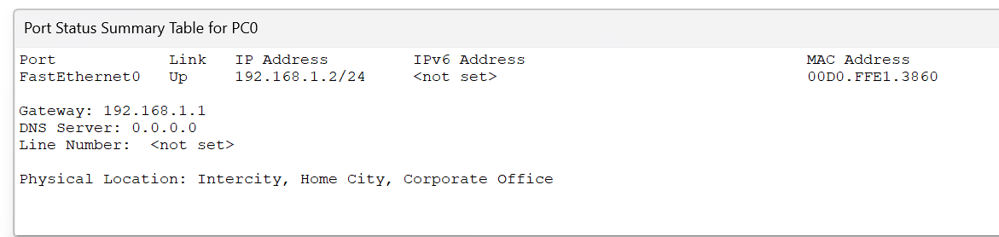 Port Status Summary Table for PC0
Port Link IP Address IPv6 Address MAC Address
FastEthernet0 Up 192.168.1.2/24 <not set> 00D0.FFE1.3860
Gateway: 192.168.1.1
DNS Server: 0.0.0.0
Line Number: <not set>
Physical Location: Intercity, Home City, Corporate Office